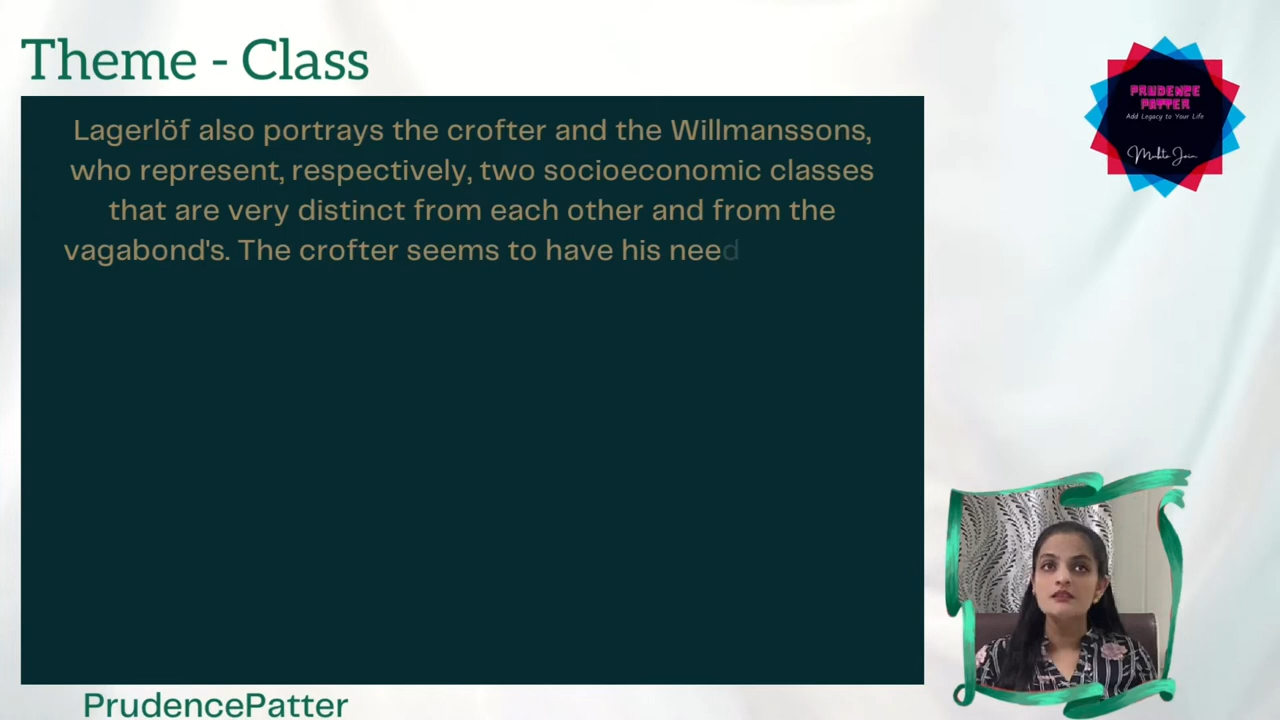 Theme - Class
Lagerlöf also portrays the crofter and the Willmanssons,
who represent, respectively, two socioeconomic classes
that are very distinct from each other and from the
vagabond's. The crofter seems to have his need
PRUDENCE
PATTER
Add Legacy to Your Life
Mukta Jain
PrudencePatter